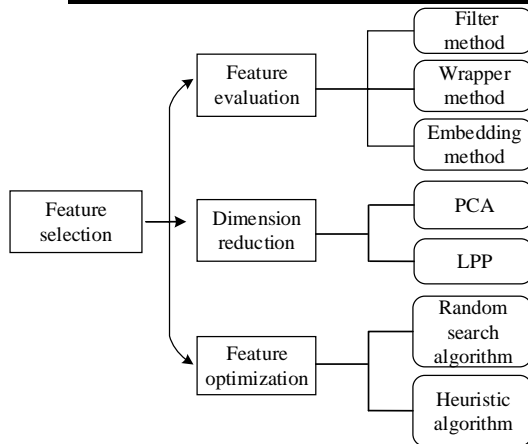 Feature
selection
Feature
evaluation
Filter
method
Wrapper
method
Embedding
method
Dimension
reduction
PCA
LPP
Feature
optimization
Random
search
algorithm
Heuristic
algorithm